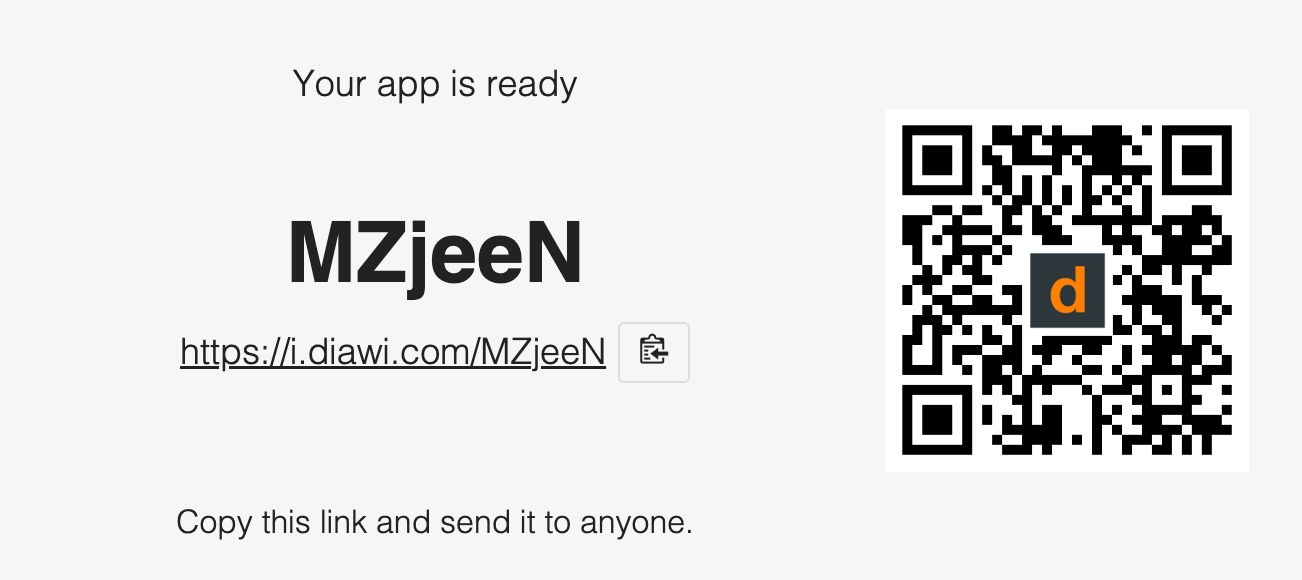 Your app is ready
MZjeeN
https://i.diawi.com/MZjeeN
d
Copy this link and send it to anyone.